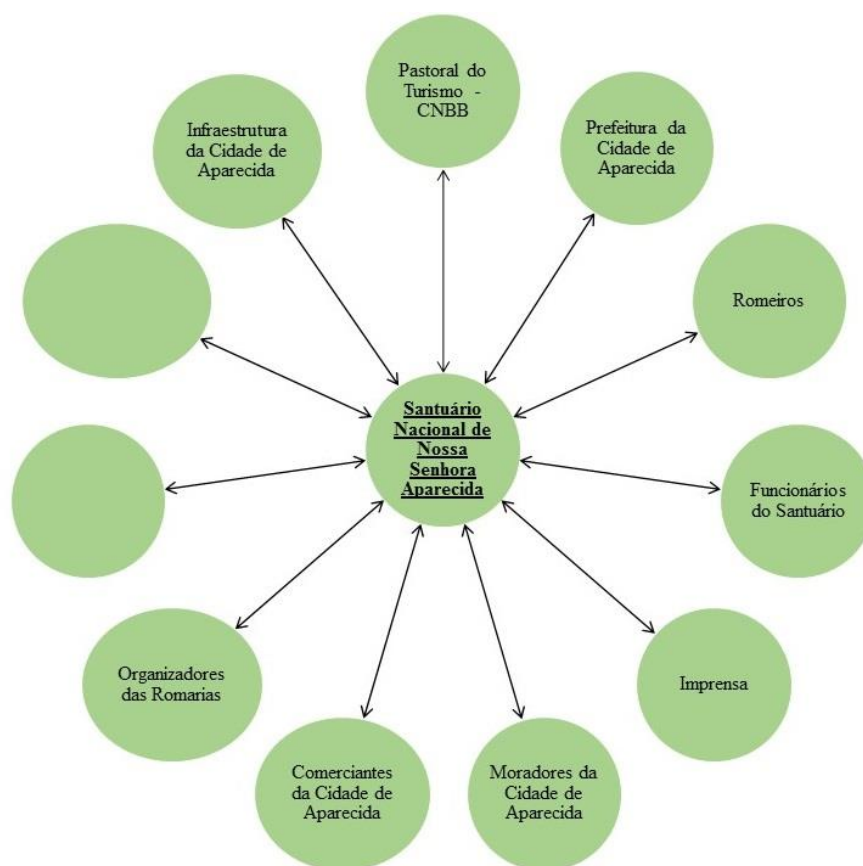 Pastoral do
Turismo -
CNBB
Infraestrutura
da Cidade de
Aparecida
Prefeitura da
Cidade de
Aparecida
Romeiros
Santuário
Nacional de
Nossa
Senhora
Aparecida
Funcionários
do Santuário
Organizadores
das Romarias
Imprensa
Comerciantes
da Cidade de
Aparecida
Moradores da
Cidade de
Aparecida